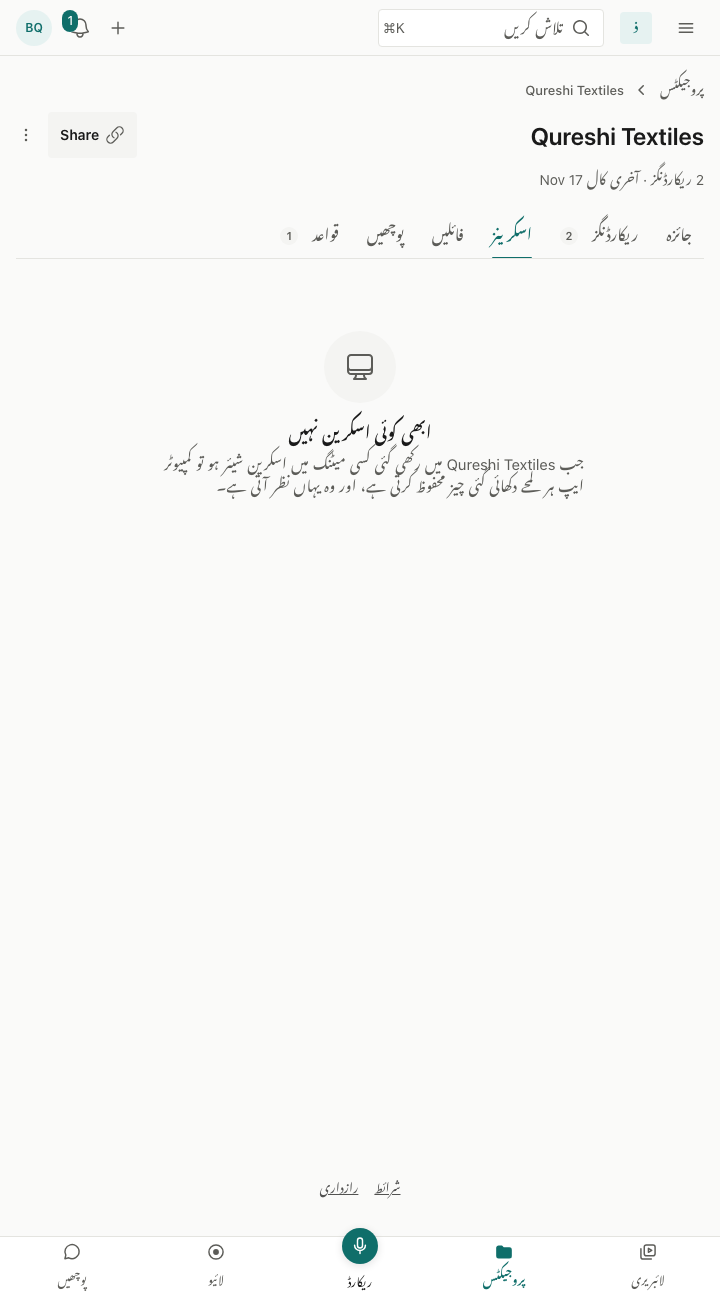 ذ
تلاش کریں
⌘K
1
BQ
پروجیکٹس
Qureshi Textiles
Qureshi Textiles
Share
2 ریکارڈنگز · آخری کال Nov 17
جائزہ
ریکارڈنگز 2
اسکرینز
فائلیں
پوچھیں
قواعد 1
ابھی کوئی اسکرین نہیں
جب Qureshi Textiles میں رکھی گئی کسی میٹنگ میں اسکرین شیئر ہو تو کمپیوٹر
ایپ ہر لمحے دکھائی گئی چیز محفوظ کرتی ہے، اور وہ یہاں نظر آتی ہے۔
شرائط
رازداری
لائبریری
پروجیکٹس
ریکارڈ
لائیو
پوچھیں